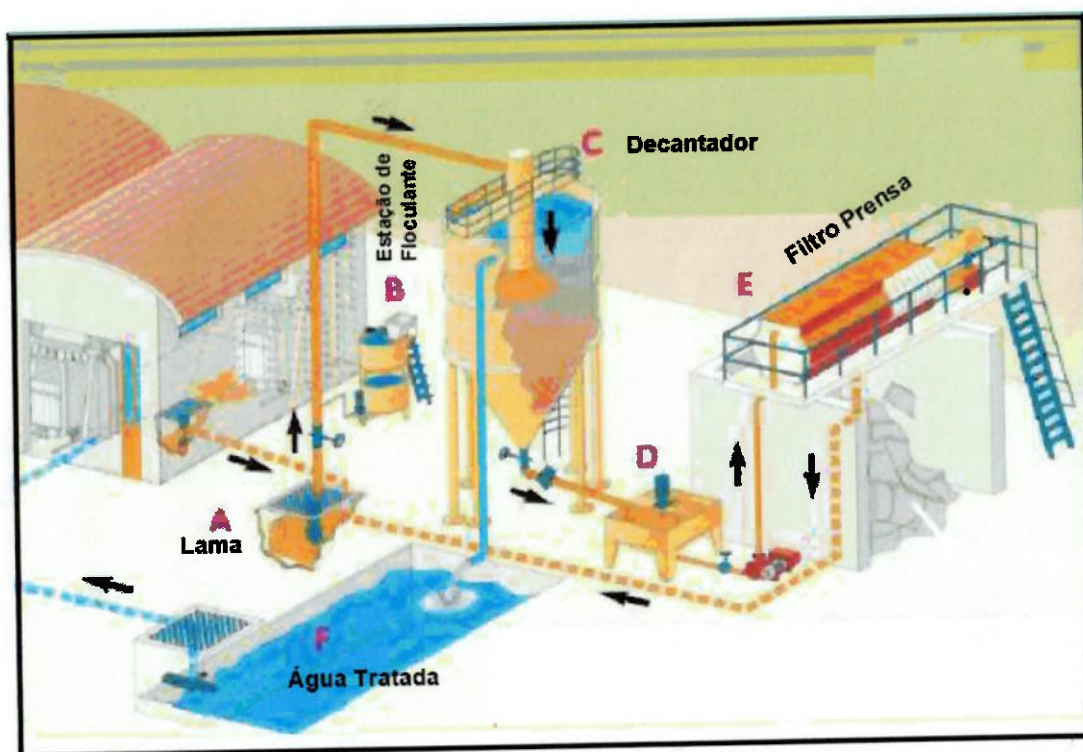 C Decantador
Estação de
Floculante
Filtro Prensa
B
E
D
A
Lama
F
Água Tratada